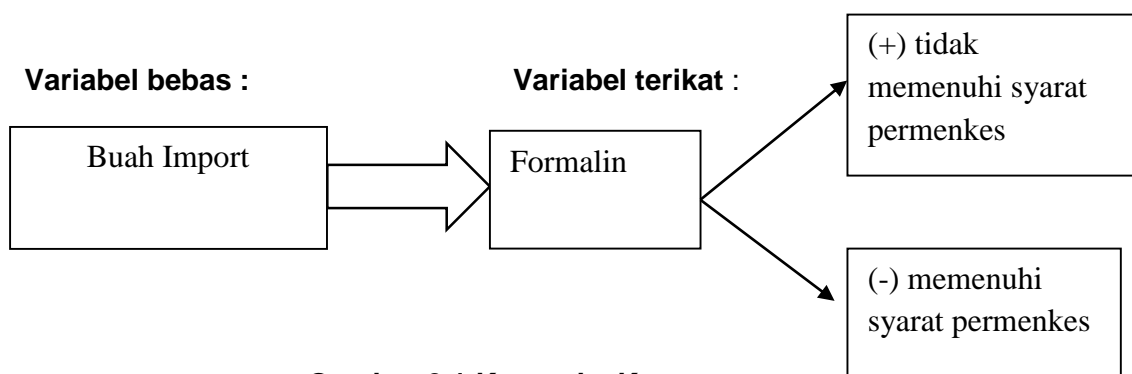 Variabel bebas :
Variabel terikat :
Buah Import
Formalin
(+) tidak
memenuhi syarat
permenkes
(-) memenuhi
syarat permenkes